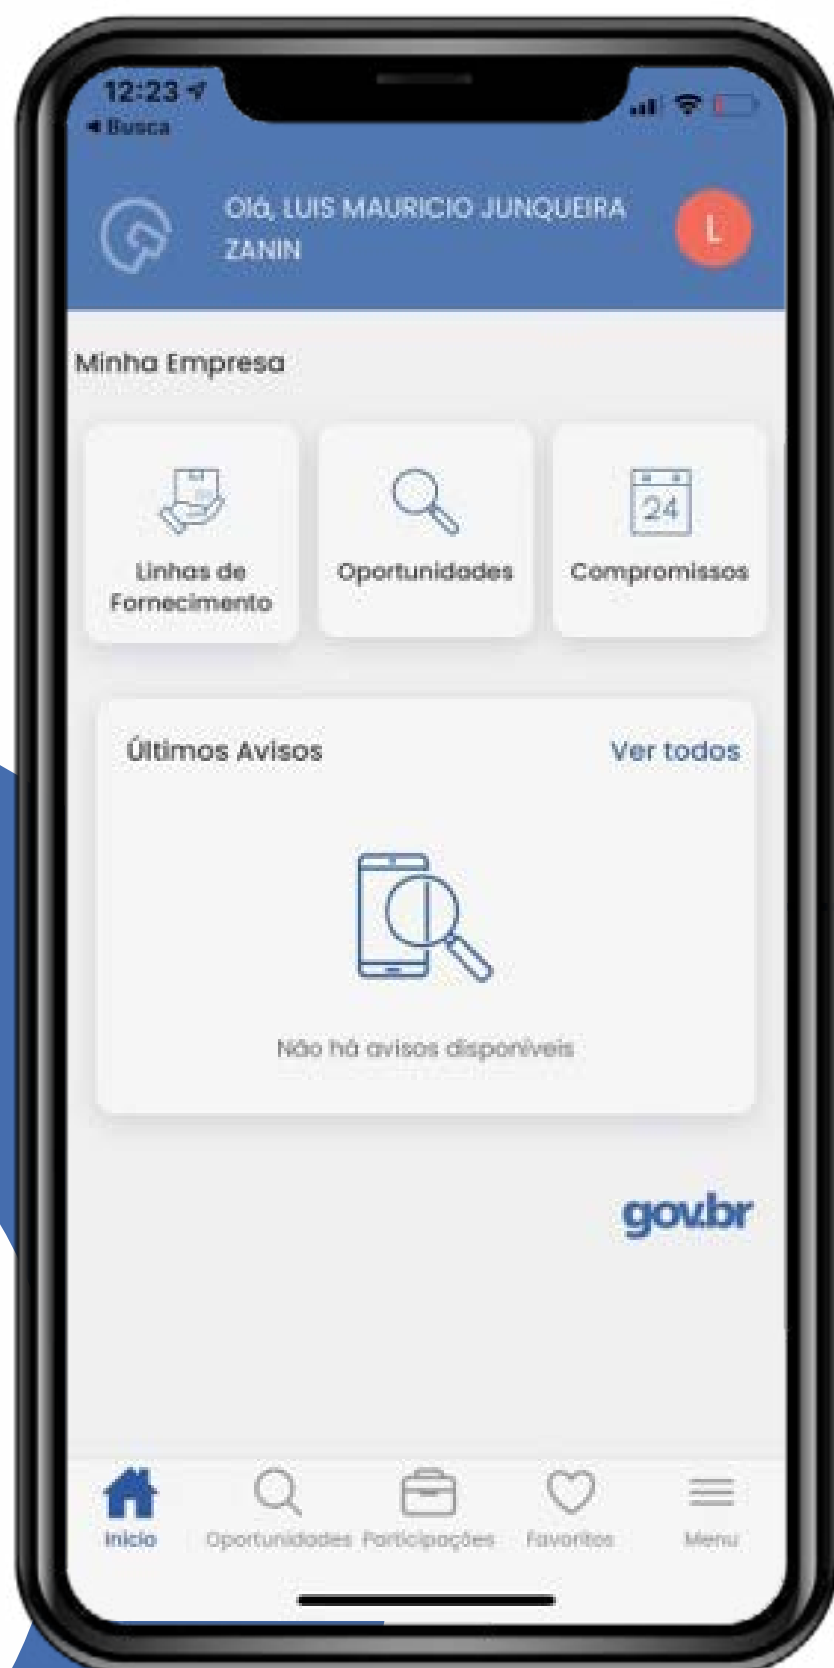 12:23
◀ Busca
Olá, LUIS MAURICIO JUNQUEIRA
ZANIN
L
Minha Empresa
24
Linhas de
Fornecimento
Oportunidades
Compromissos
Últimos Avisos
Ver todos
Não há avisos disponíveis
gov.br
Início
Oportunidades
Participações
Favoritos
Menu